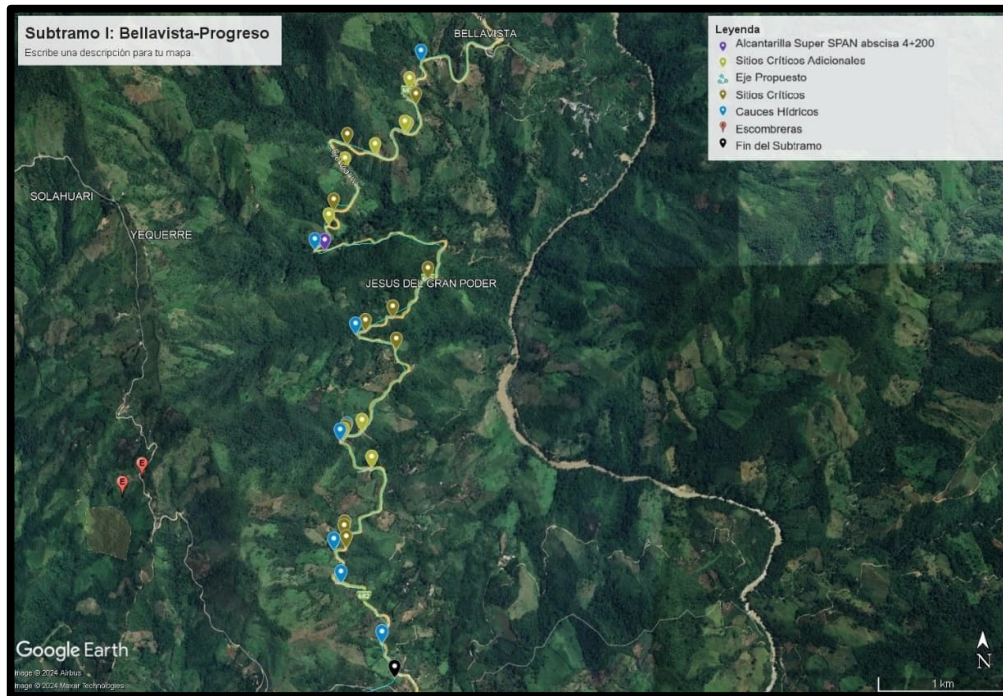 Subtramo I: Bellavista-Progreso
Escribe una descripción para tu mapa.
Leyenda
Alcantarilla Super SPAN abscisa 4+200
Sitios Críticos Adicionales
Eje Propuesto
Sitios Críticos
Cauces Hídricos
Escombreras
Fin del Subtramo
BELLAVISTA
SOLAHUARI
YEQUERRE
JESUS DEL GRAN PODER
E
E
Google Earth
Image © 2024 Airbus
Image © 2024 Maxar Technologies
N
1 km